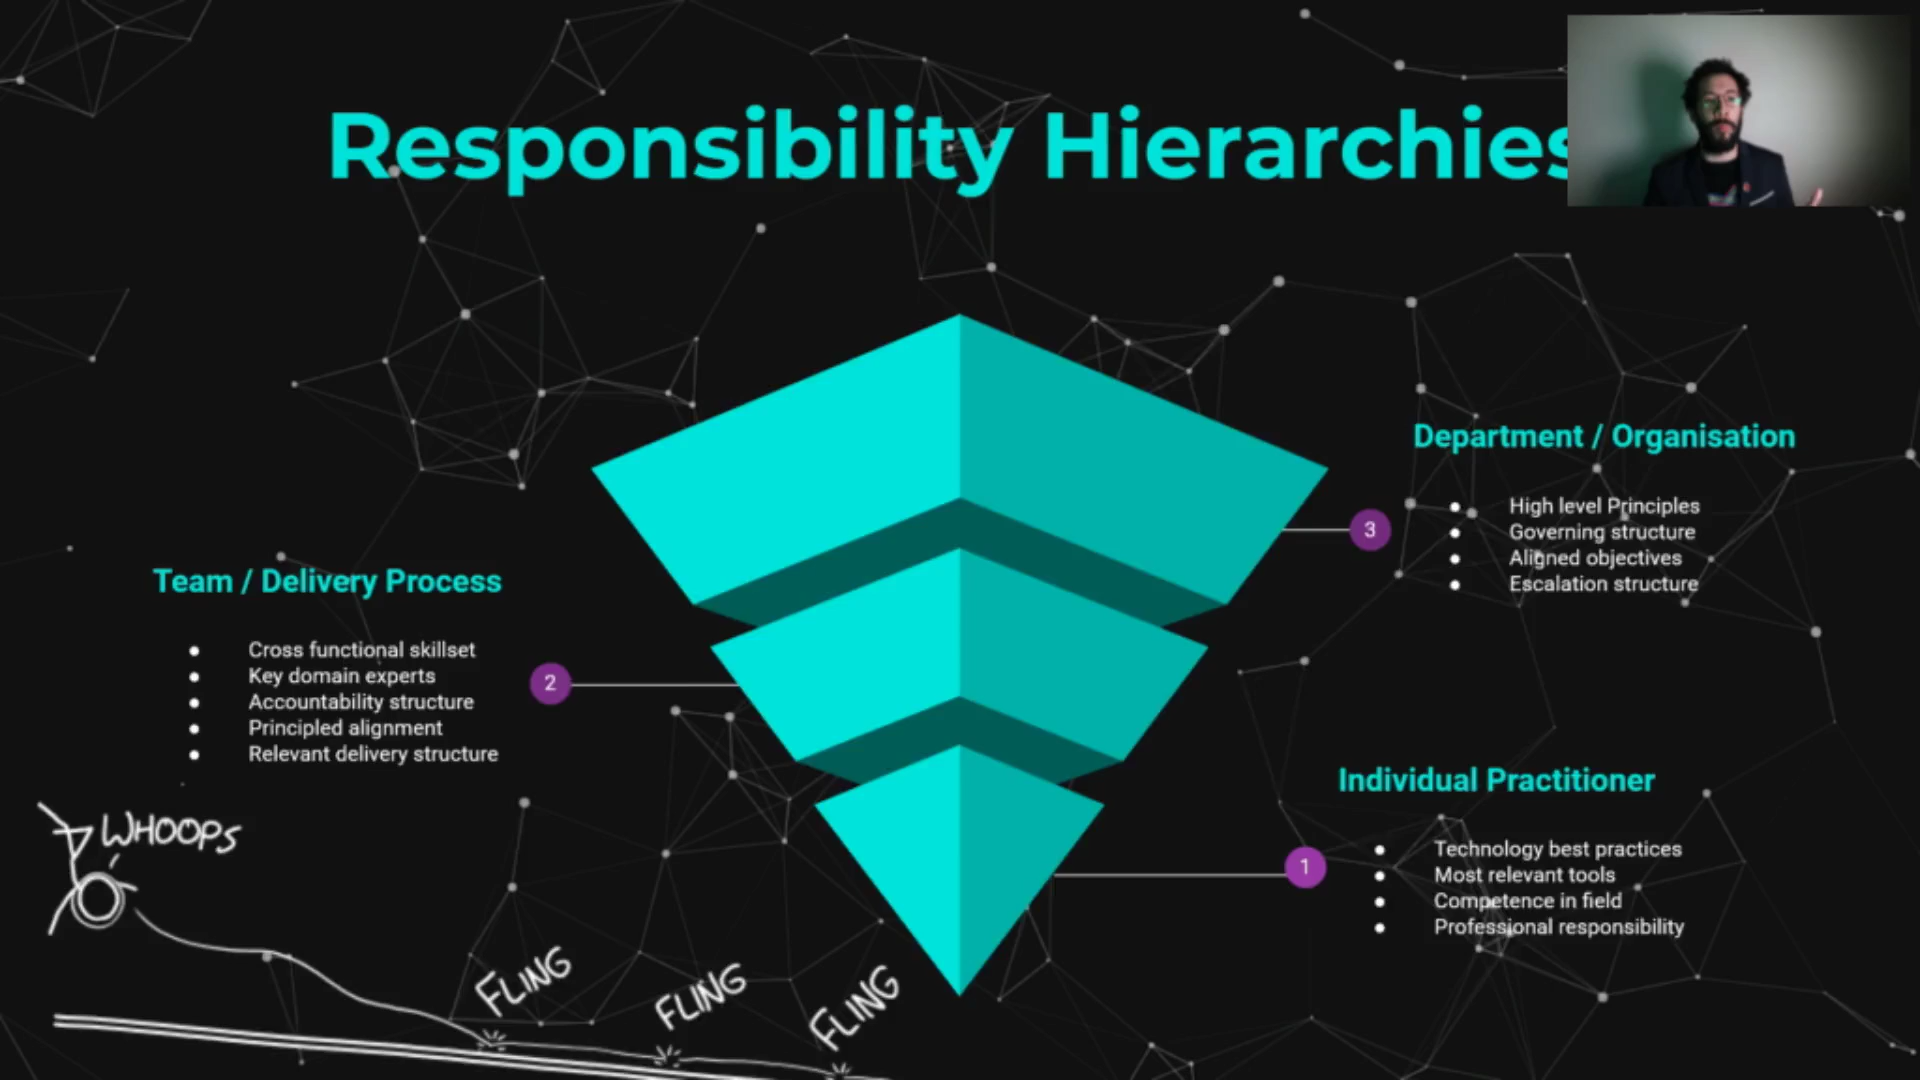 Responsibility Hierarchies
Department / Organisation
3
High level Principles
Governing structure
Aligned objectives
Escalation structure
Team / Delivery Process
2
Cross functional skillset
Key domain experts
Accountability structure
Principled alignment
Relevant delivery structure
Individual Practitioner
1
Technology best practices
Most relevant tools
Competence in field
Professional responsibility
WHOOPS
FLING
FLING
FLING